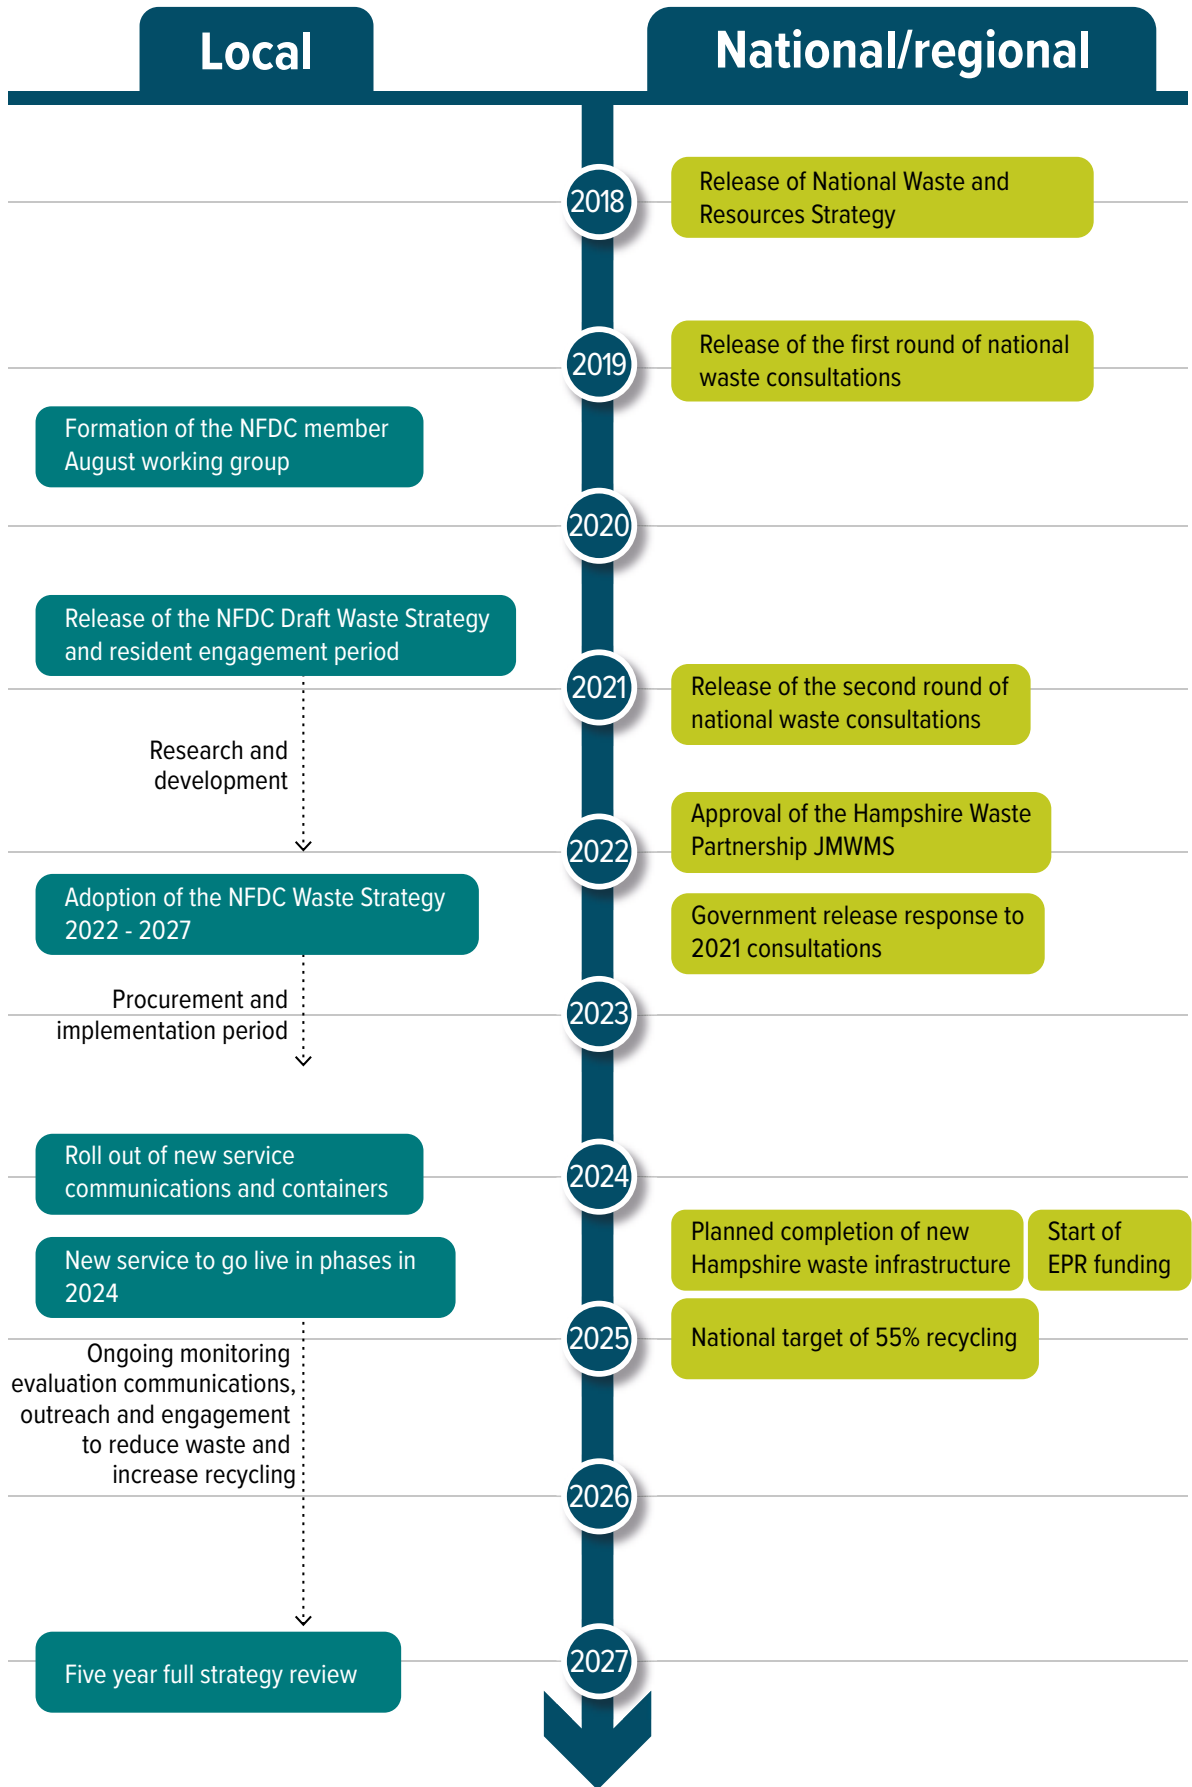 Local
National/regional
2018
Release of National Waste and
Resources Strategy
2019
Release of the first round of national
waste consultations
Formation of the NFDC member
August working group
2020
Release of the NFDC Draft Waste Strategy
and resident engagement period
2021
Release of the second round of
national waste consultations
Research and
development
Approval of the Hampshire Waste
Partnership JMWMS
2022
Adoption of the NFDC Waste Strategy
2022 - 2027
Government release response to
2021 consultations
Procurement and
implementation period
2023
Roll out of new service
communications and containers
2024
New service to go live in phases in
2024
Planned completion of new
Hampshire waste infrastructure
Start of
EPR funding
2025
National target of 55% recycling
Ongoing monitoring
evaluation communications,
outreach and engagement
to reduce waste and
increase recycling
2026
2027
Five year full strategy review